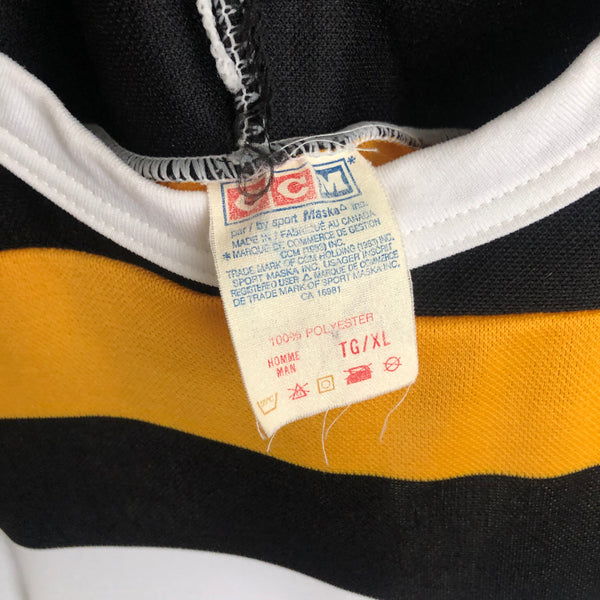 CCM*
par / by sport Maska△ inc.
MADE IN / FABRIQUÉ AU CANADA
*MARQUE DE COMMERCE DE GESTION
CCM (1983) INC.
TRADE MARK OF CCM HOLDING (1983) INC.
SPORT MASKA INC. USAGER INSCRIT
REGISTERED USER △ MARQUE DE COMMERCE
DE TRADE MARK OF SPORT MASKA INC.
CA 16981
100% POLYESTER
HOMME TG/XL
MAN